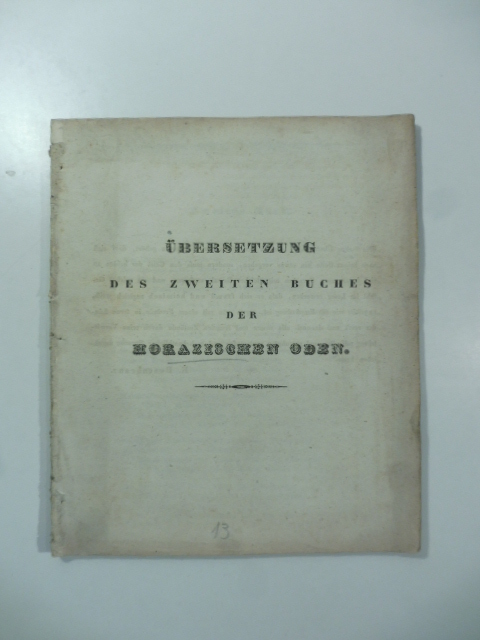 ÜBERSETZUNG
DES ZWEITEN BUCHES
DER
HORAZISCHEN ODEN.
13